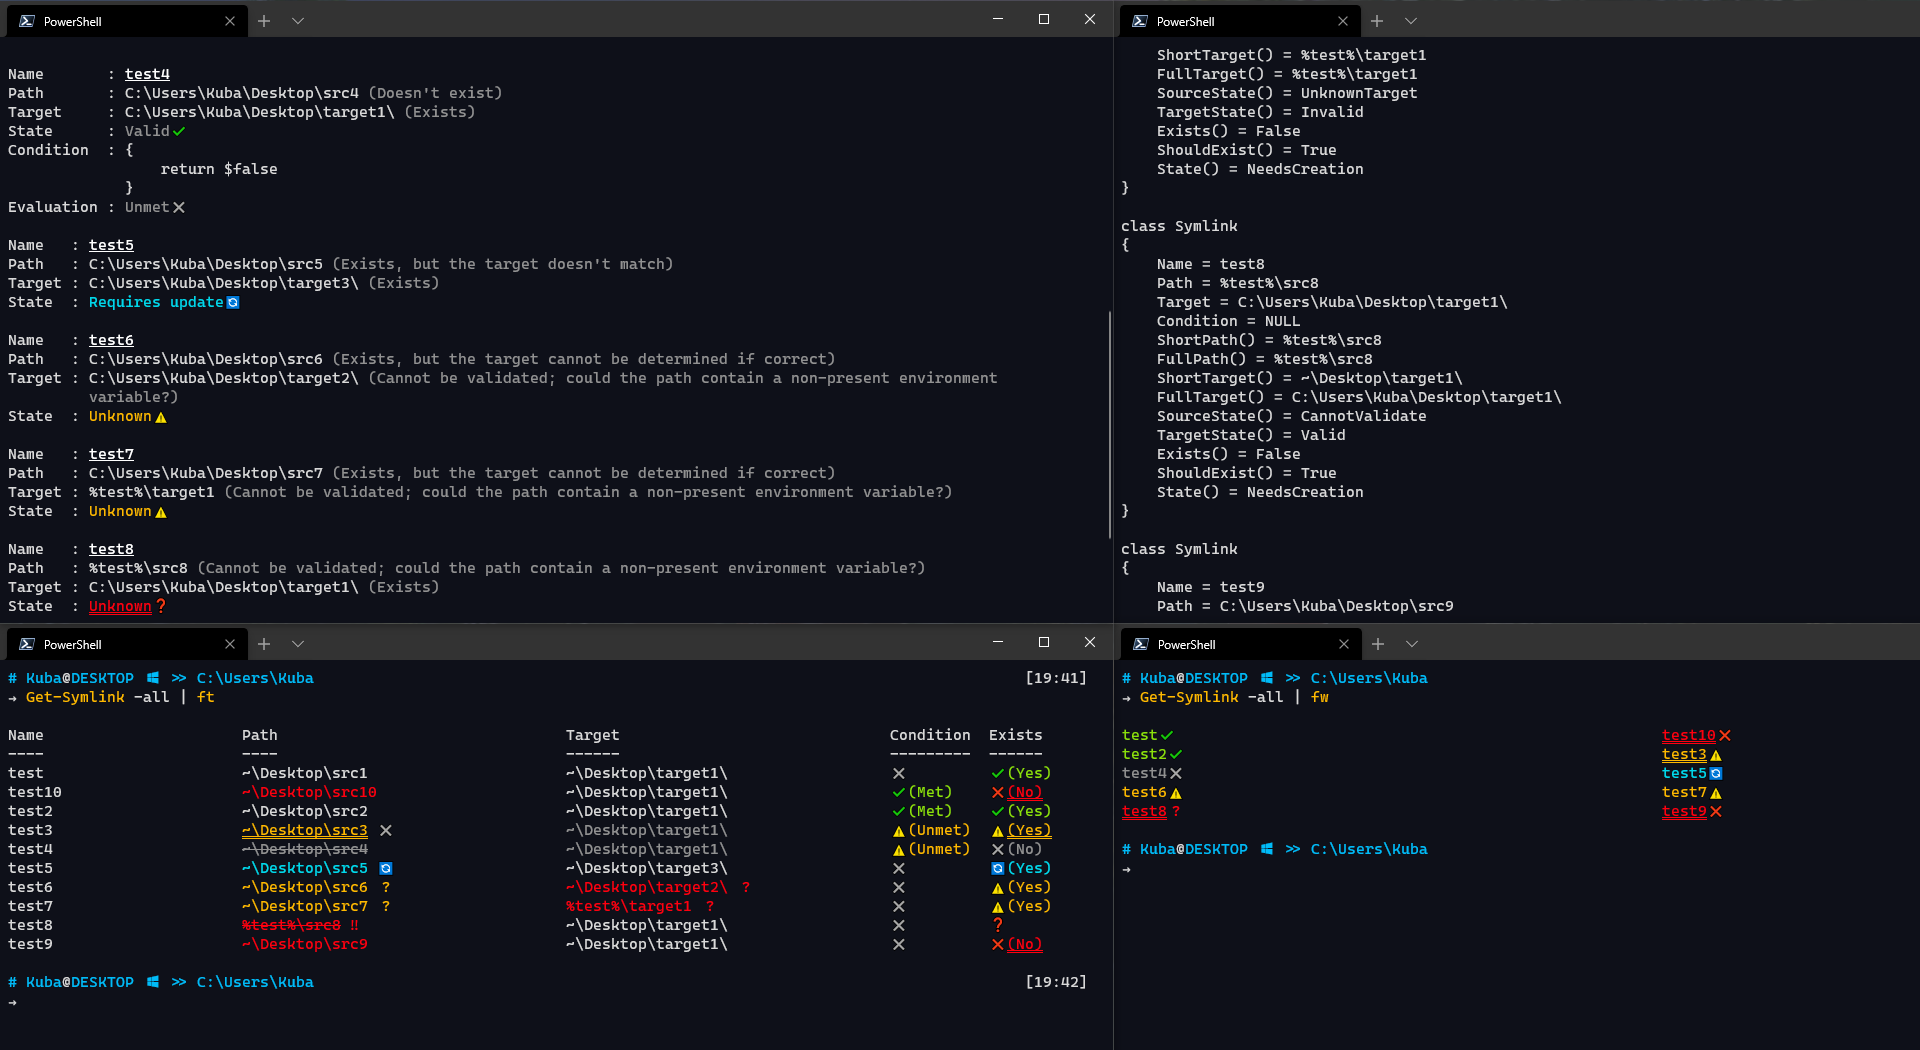 PowerShell
Name       : test4
Path       : C:\Users\Kuba\Desktop\src4 (Doesn't exist)
Target     : C:\Users\Kuba\Desktop\target1\ (Exists)
State      : Valid✓
Condition  : {
                 return $false
             }
Evaluation : Unmet✕
Name   : test5
Path   : C:\Users\Kuba\Desktop\src5 (Exists, but the target doesn't match)
Target : C:\Users\Kuba\Desktop\target3\ (Exists)
State  : Requires update🔄
Name   : test6
Path   : C:\Users\Kuba\Desktop\src6 (Exists, but the target cannot be determined if correct)
Target : C:\Users\Kuba\Desktop\target2\ (Cannot be validated; could the path contain a non-present environment
         variable?)
State  : Unknown⚠
Name   : test7
Path   : C:\Users\Kuba\Desktop\src7 (Exists, but the target cannot be determined if correct)
Target : %test%\target1 (Cannot be validated; could the path contain a non-present environment variable?)
State  : Unknown⚠
Name   : test8
Path   : %test%\src8 (Cannot be validated; could the path contain a non-present environment variable?)
Target : C:\Users\Kuba\Desktop\target1\ (Exists)
State  : Unknown❓
PowerShell
    ShortTarget() = %test%\target1
    FullTarget() = %test%\target1
    SourceState() = UnknownTarget
    TargetState() = Invalid
    Exists() = False
    ShouldExist() = True
    State() = NeedsCreation
}
class Symlink
{
    Name = test8
    Path = %test%\src8
    Target = C:\Users\Kuba\Desktop\target1\
    Condition = NULL
    ShortPath() = %test%\src8
    FullPath() = %test%\src8
    ShortTarget() = ~\Desktop\target1\
    FullTarget() = C:\Users\Kuba\Desktop\target1\
    SourceState() = CannotValidate
    TargetState() = Valid
    Exists() = False
    ShouldExist() = True
    State() = NeedsCreation
}
class Symlink
{
    Name = test9
    Path = C:\Users\Kuba\Desktop\src9
PowerShell
# Kuba@DESKTOP >> C:\Users\Kuba [19:41]
→ Get-Symlink -all | ft
Name Path Target Condition Exists
---- ---- ------ --------- ------
test ~\Desktop\src1 ~\Desktop\target1\ ✕ ✓(Yes)
test10 ~\Desktop\src10 ~\Desktop\target1\ ✓(Met) ✕(No)
test2 ~\Desktop\src2 ~\Desktop\target1\ ✓(Met) ✓(Yes)
test3 ~\Desktop\src3 ✕ ~\Desktop\target1\ ⚠(Unmet) ⚠(Yes)
test4 ~\Desktop\src4 ~\Desktop\target1\ ⚠(Unmet) ✕(No)
test5 ~\Desktop\src5 🔄 ~\Desktop\target3\ ✕ 🔄(Yes)
test6 ~\Desktop\src6 ? ~\Desktop\target2\ ? ✕ ⚠(Yes)
test7 ~\Desktop\src7 ? %test%\target1 ? ✕ ⚠(Yes)
test8 %test%\src8 ‼ ~\Desktop\target1\ ✕ ❓
test9 ~\Desktop\src9 ~\Desktop\target1\ ✕ ✕(No)
# Kuba@DESKTOP >> C:\Users\Kuba [19:42]
→
PowerShell
# Kuba@DESKTOP >> C:\Users\Kuba
→ Get-Symlink -all | fw
test✓ test10✕
test2✓ test3⚠
test4✕ test5🔄
test6⚠ test7⚠
test8? test9✕
# Kuba@DESKTOP >> C:\Users\Kuba
→